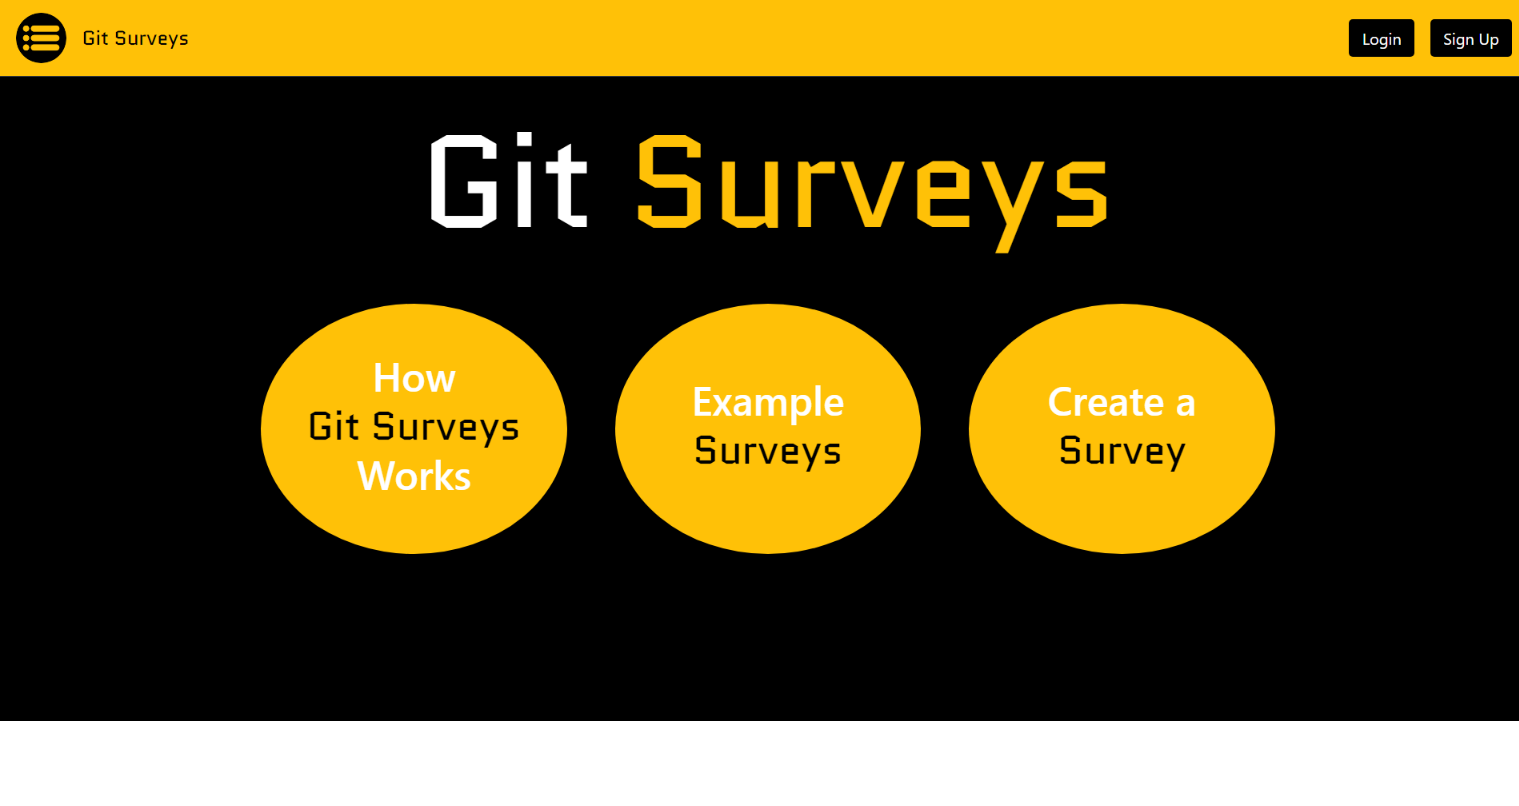 Git Surveys
Login
Sign Up
Git Surveys
How
Git Surveys
Works
Example
Surveys
Create a
Survey